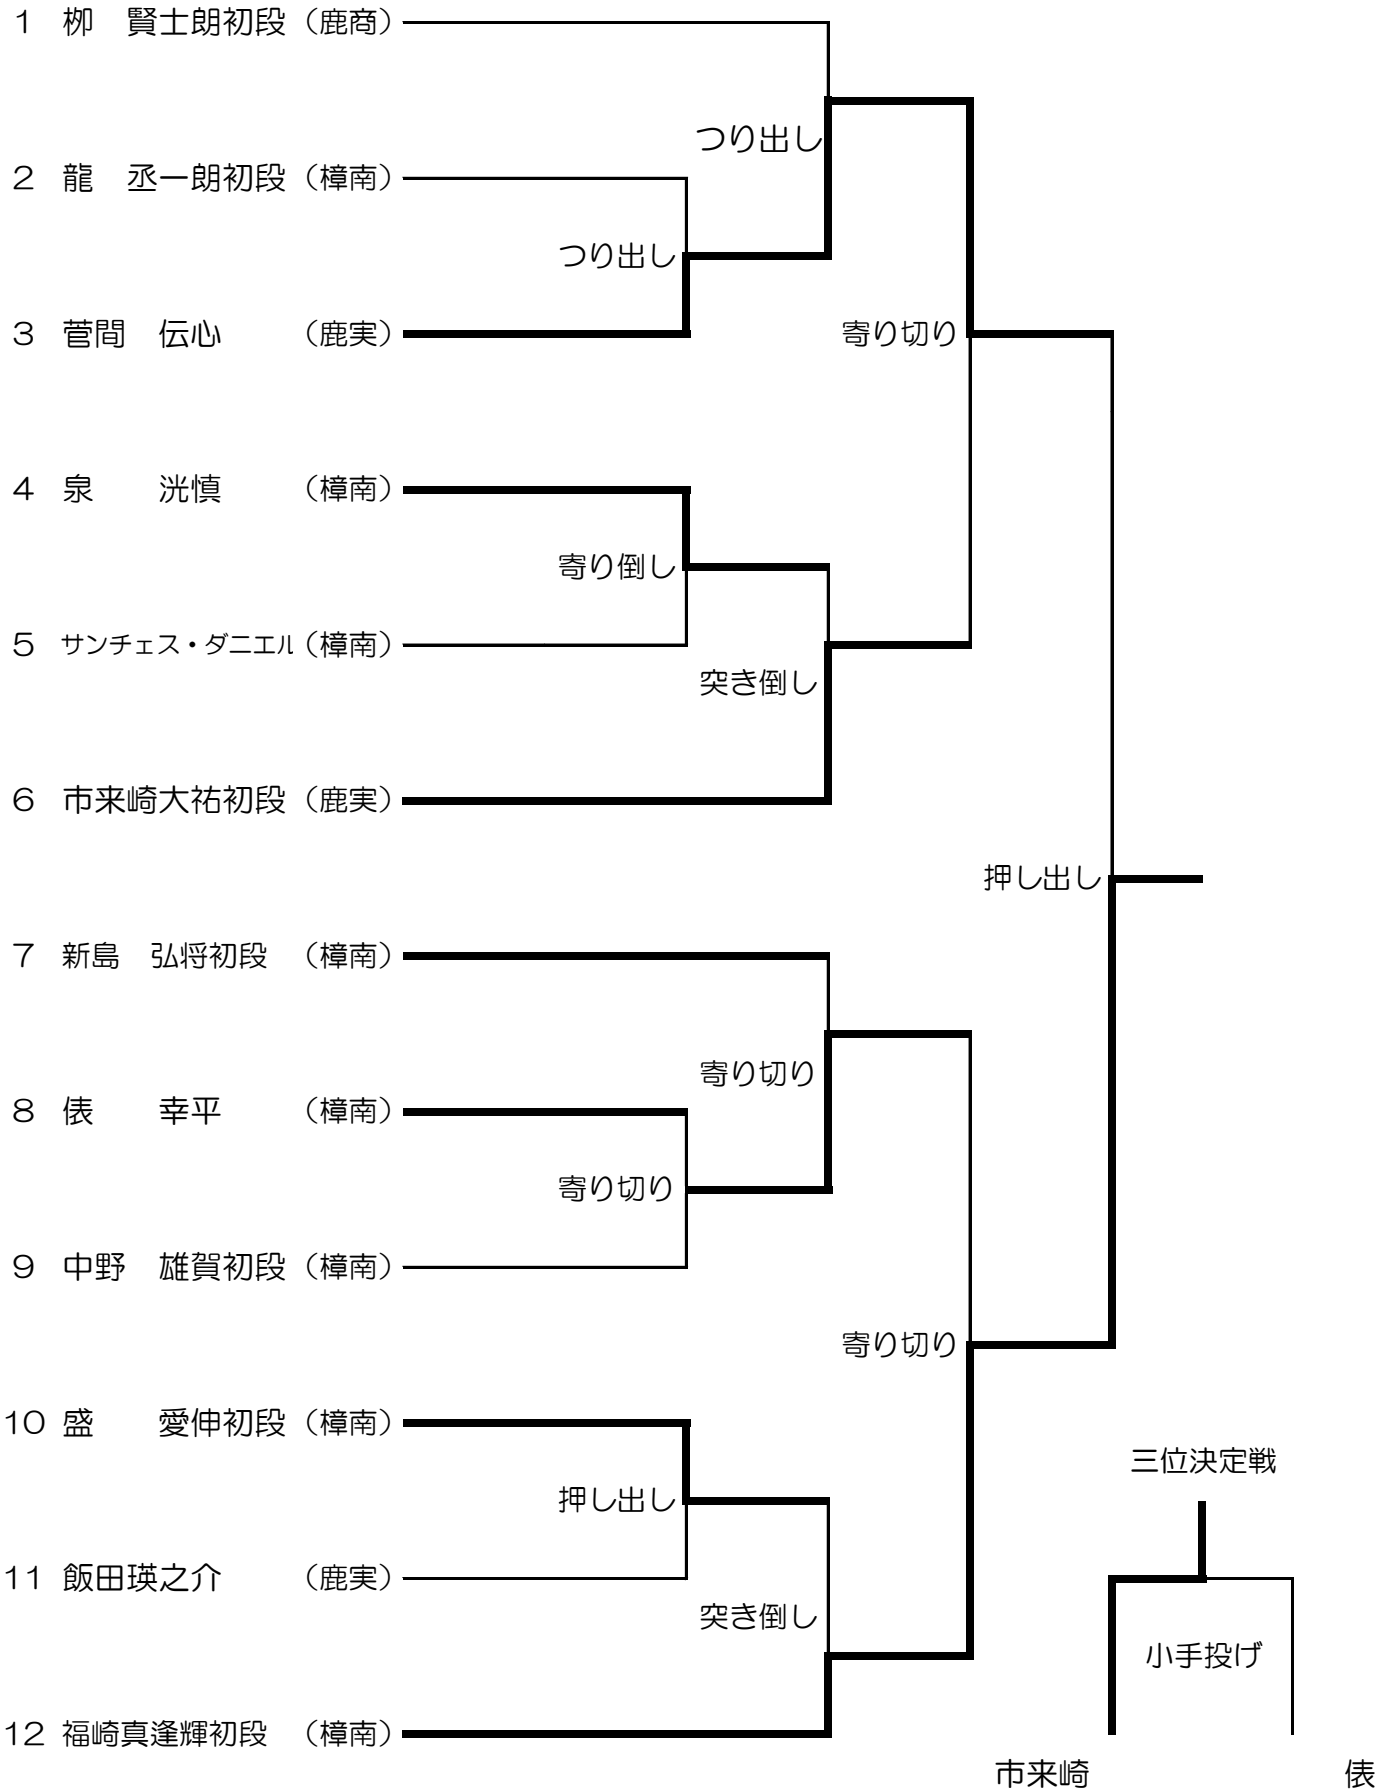 1 栁　賢士朗初段（鹿商）
つり出し
2 龍　丞一朗初段（樟南）
つり出し
3 菅間　伝心　　（鹿実）
寄り切り
4 泉　　洸慎　　（樟南）
寄り倒し
5 サンチェス・ダニエル（樟南）
突き倒し
6 市来崎大祐初段（鹿実）
押し出し
7 新島　弘将初段　（樟南）
寄り切り
8 俵　　幸平　　（樟南）
寄り切り
9 中野　雄賀初段（樟南）
寄り切り
10 盛　　愛伸初段（樟南）
三位決定戦
押し出し
11 飯田瑛之介　　（鹿実）
突き倒し
小手投げ
12 福崎真逢輝初段　（樟南）
市来崎　　俵